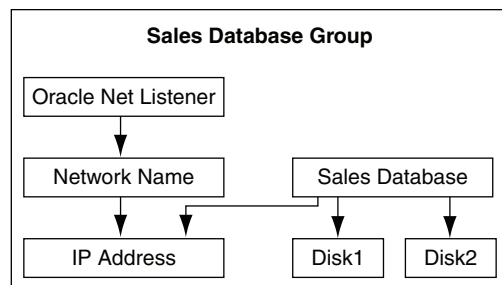 Sales Database Group
Oracle Net Listener
Network Name
Sales Database
IP Address
Disk1
Disk2